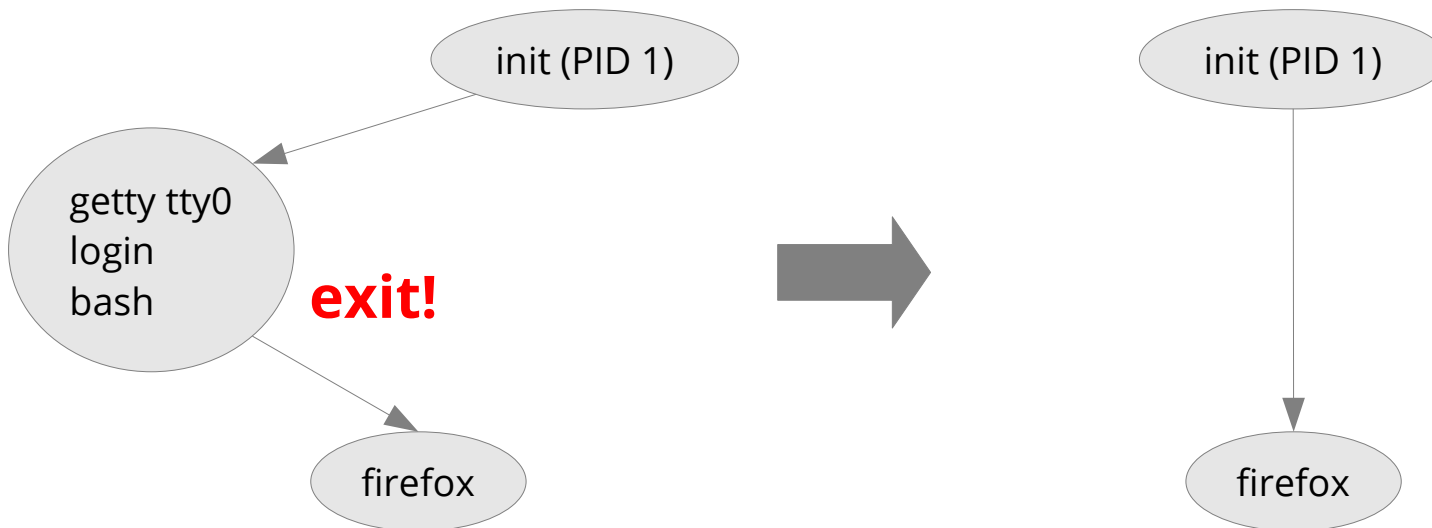 init (PID 1)
getty tty0
login
bash
exit!
firefox
init (PID 1)
firefox